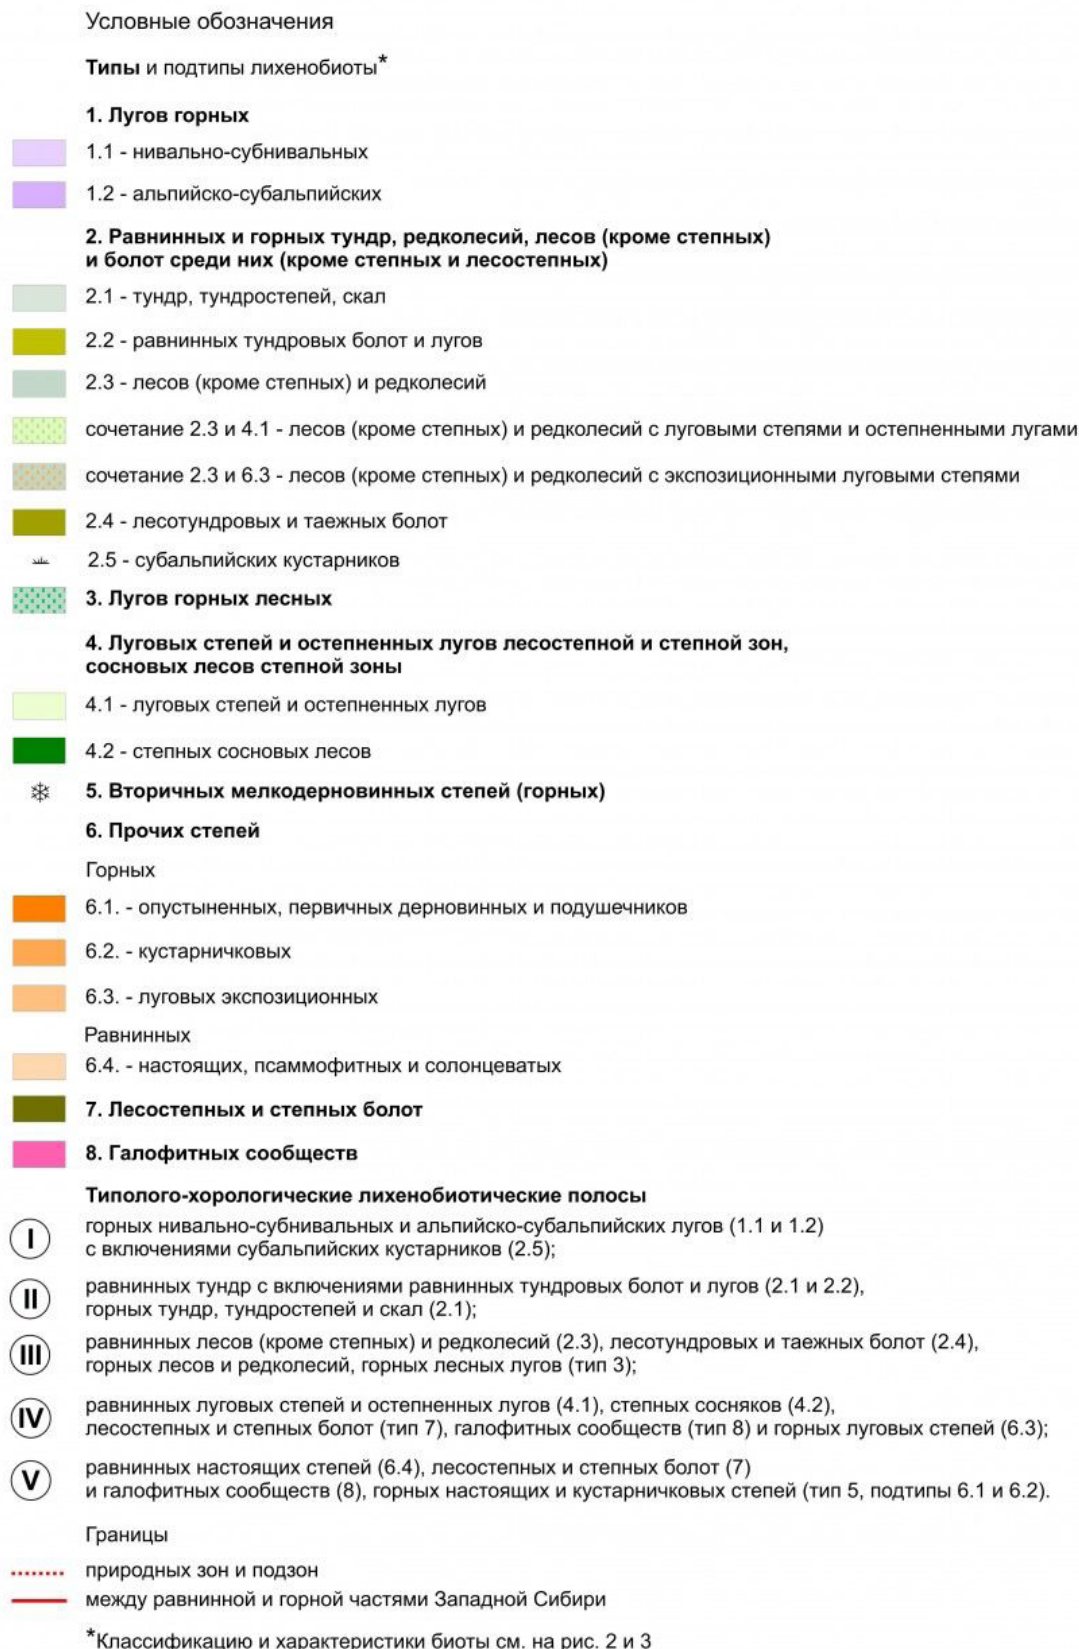 Условные обозначения
Типы и подтипы лихенобиоты*
1. Лугов горных
1.1 - нивально-субнивальных
1.2 - альпийско-субальпийских
2. Равнинных и горных тундр, редколесий, лесов (кроме степных)
и болот среди них (кроме степных и лесостепных)
2.1 - тундр, тундростепей, скал
2.2 - равнинных тундровых болот и лугов
2.3 - лесов (кроме степных) и редколесий
сочетание 2.3 и 4.1 - лесов (кроме степных) и редколесий с луговыми степями и остепненными лугами
сочетание 2.3 и 6.3 - лесов (кроме степных) и редколесий с экспозиционными луговыми степями
2.4 - лесотундровых и таежных болот
2.5 - субальпийских кустарников
3. Лугов горных лесных
4. Луговых степей и остепненных лугов лесостепной и степной зон,
сосновых лесов степной зоны
4.1 - луговых степей и остепненных лугов
4.2 - степных сосновых лесов
5. Вторичных мелкодерновинных степей (горных)
6. Прочих степей
Горных
6.1. - опустыненных, первичных дерновинных и подушечников
6.2. - кустарничковых
6.3. - луговых экспозиционных
Равнинных
6.4. - настоящих, псаммофитных и солонцеватых
7. Лесостепных и степных болот
8. Галофитных сообществ
Типолого-хорологические лихенобиотические полосы
I горных нивально-субнивальных и альпийско-субальпийских лугов (1.1 и 1.2)
с включениями субальпийских кустарников (2.5);
II равнинных тундр с включениями равнинных тундровых болот и лугов (2.1 и 2.2),
горных тундр, тундростепей и скал (2.1);
III равнинных лесов (кроме степных) и редколесий (2.3), лесотундровых и таежных болот (2.4),
горных лесов и редколесий, горных лесных лугов (тип 3);
IV равнинных луговых степей и остепненных лугов (4.1), степных сосняков (4.2),
лесостепных и степных болот (тип 7), галофитных сообществ (тип 8) и горных луговых степей (6.3);
V равнинных настоящих степей (6.4), лесостепных и степных болот (7)
и галофитных сообществ (8), горных настоящих и кустарничковых степей (тип 5, подтипы 6.1 и 6.2).
Границы
природных зон и подзон
между равнинной и горной частями Западной Сибири
*Классификацию и характеристики биоты см. на рис. 2 и 3